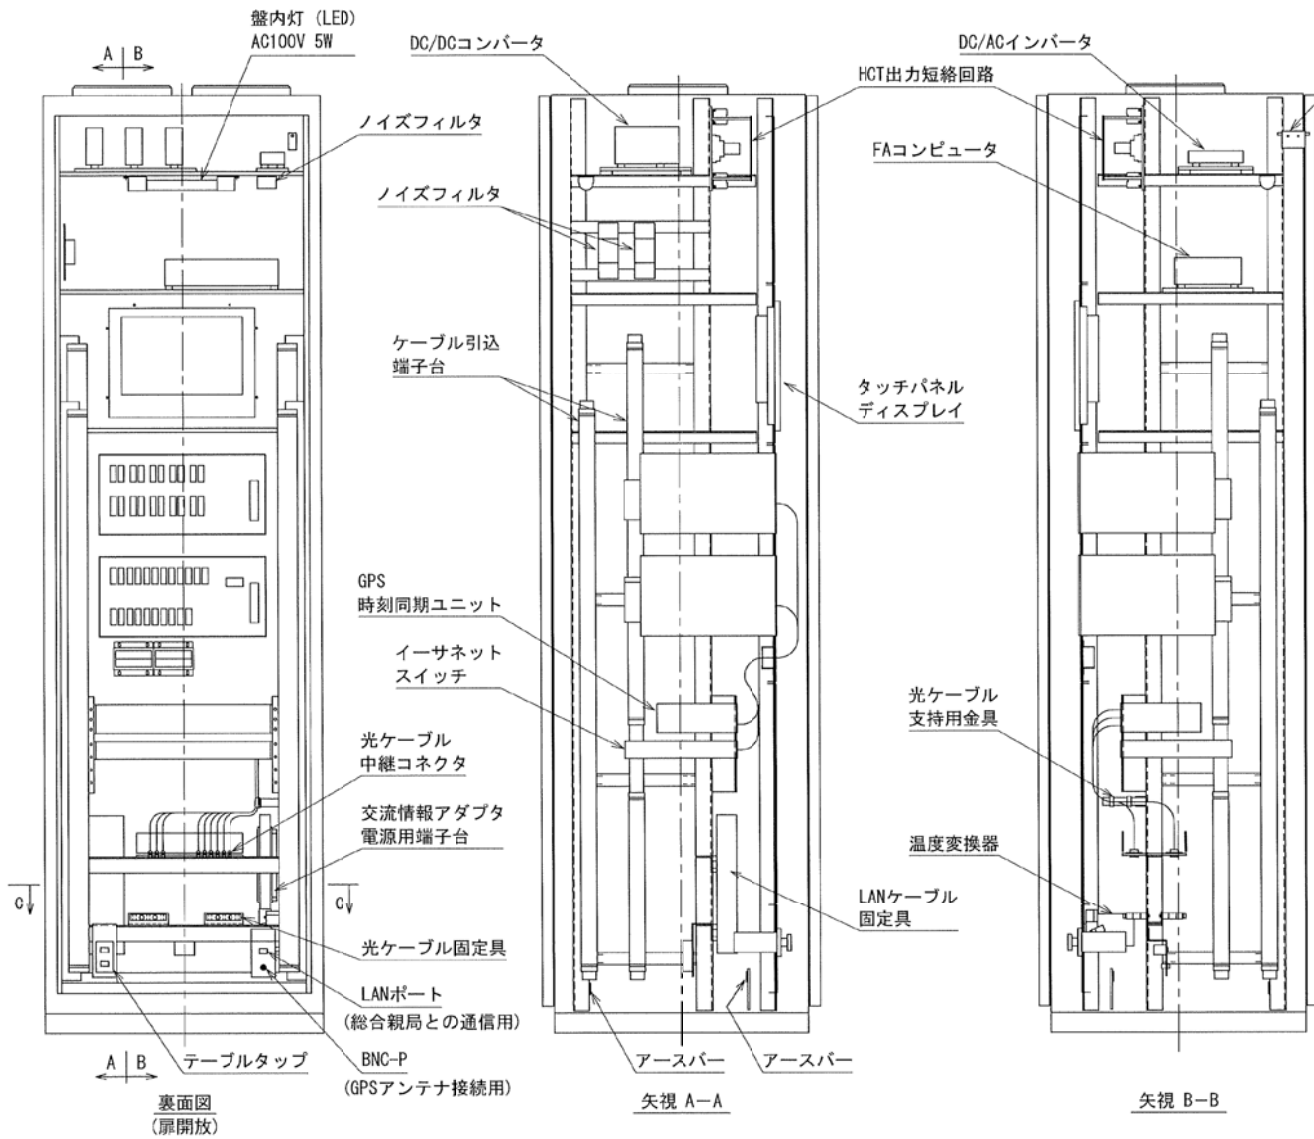 盤内灯 (LED)
AC100V 5W
A B
ノイズフィルタ
DC/DCコンバータ
HCT出力短絡回路
DC/ACインバータ
FAコンピュータ
ノイズフィルタ
ケーブル引込
端子台
タッチパネル
ディスプレイ
GPS
時刻同期ユニット
イーサネット
スイッチ
光ケーブル
中継コネクタ
交流情報アダプタ
電源用端子台
光ケーブル
支持用金具
温度変換器
LANケーブル
固定具
C C
光ケーブル固定具
LANポート
(総合親局との通信用)
BNC-P
(GPSアンテナ接続用)
テーブルタップ
A B
アースバー
アースバー
裏面図
(扉開放)
矢視 A-A
矢視 B-B